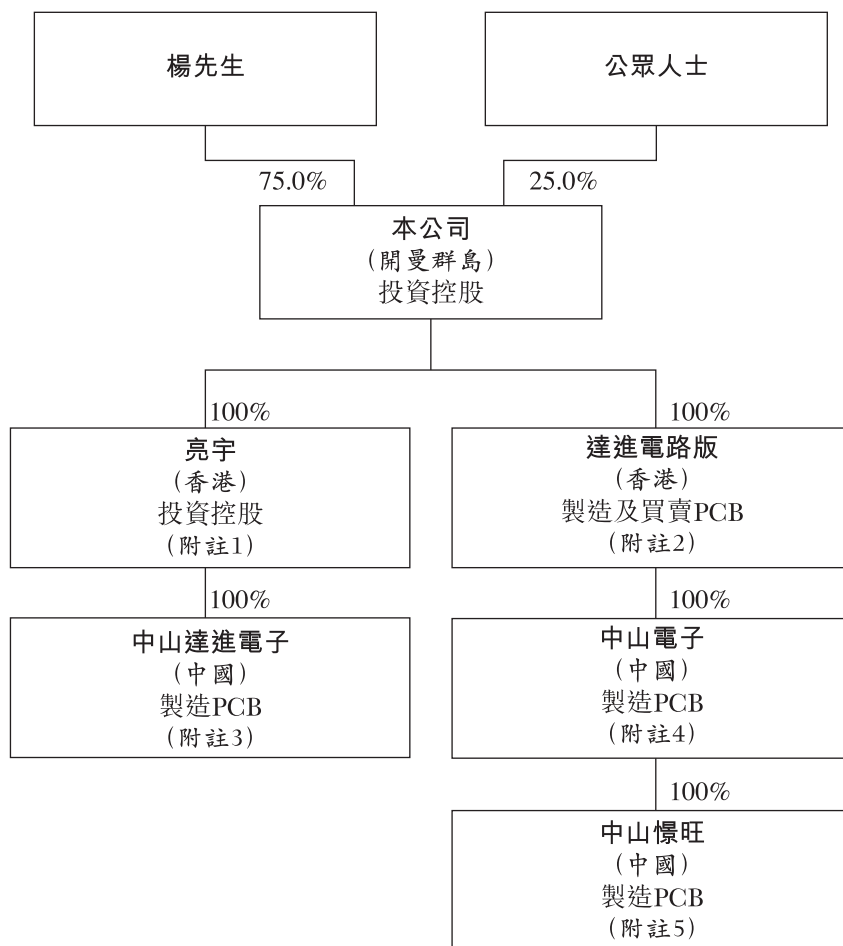 楊先生
公眾人士
75.0%
25.0%
本公司
(開曼群島)
投資控股
100%
100%
亮宇
(香港)
投資控股
(附註1)
達進電路版
(香港)
製造及買賣PCB
(附註2)
100%
100%
中山達進電子
(中國)
製造PCB
(附註3)
中山電子
(中國)
製造PCB
(附註4)
100%
中山憬旺
(中國)
製造PCB
(附註5)